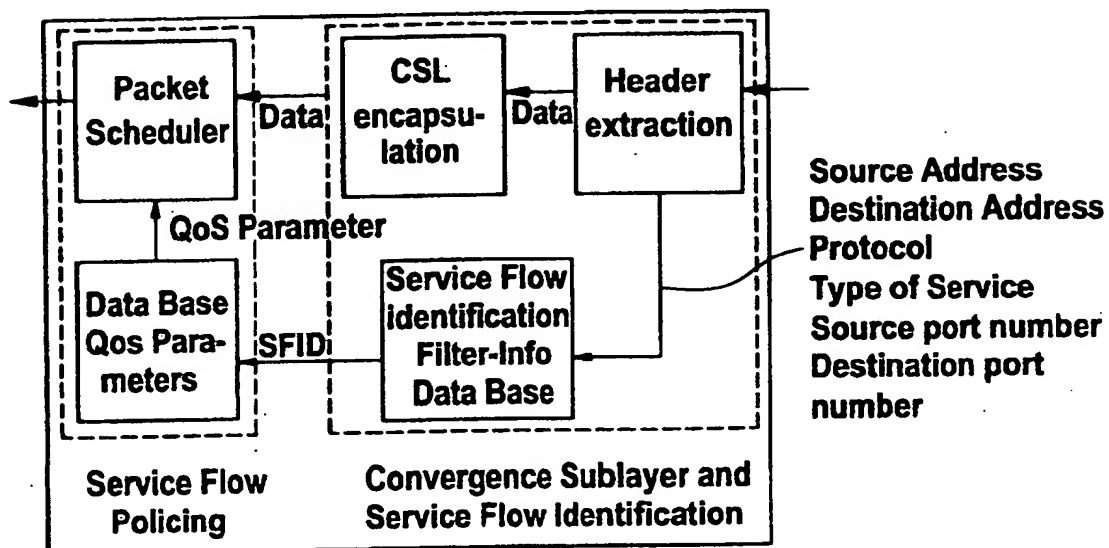 Packet
Scheduler
Data
CSL
encapsu-
lation
Data
Header
extraction
QoS Parameter
Data Base
Qos Para-
meters
SFID
Service Flow
identification
Filter-Info
Data Base
Source Address
Destination Address
Protocol
Type of Service
Source port number
Destination port
number
Service Flow
Policing
Convergence Sublayer and
Service Flow Identification